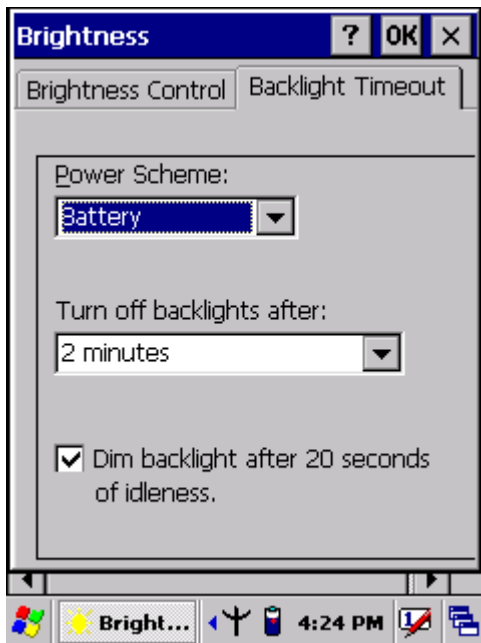 Brightness ? OK ×
Brightness Control Backlight Timeout
Power Scheme:
Battery
Turn off backlights after:
2 minutes
Dim backlight after 20 seconds
of idleness.
Bright... 4:24 PM